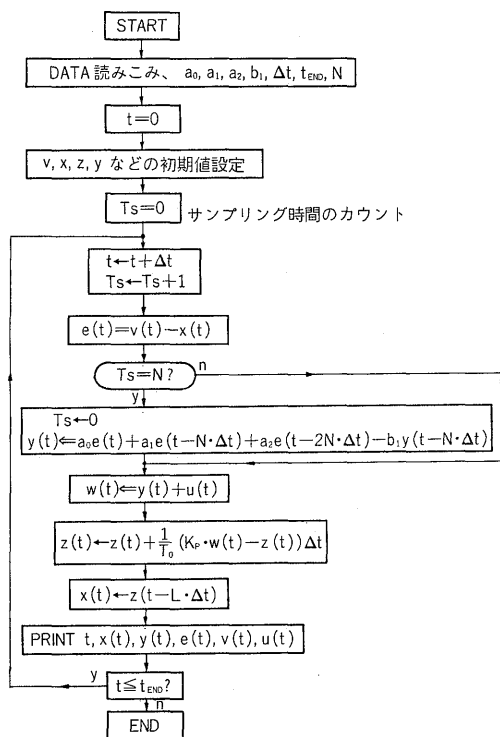 START
DATA 読みこみ、 a₀, a₁, a₂, b₁, Δt, t_END, N
t=0
v, x, z, y などの初期値設定
Ts=0 サンプリング時間のカウント
t←t+Δt
Ts←Ts+1
e(t)=v(t)−x(t)
Ts=N? n
y
Ts←0
y(t)⇐a₀e(t)+a₁e(t−N・Δt)+a₂e(t−2N・Δt)−b₁y(t−N・Δt)
w(t)⇐y(t)+u(t)
z(t)←z(t)+1/T₀(K_P・w(t)−z(t))Δt
x(t)←z(t−L・Δt)
PRINT t, x(t), y(t), e(t), v(t), u(t)
y t≦t_END?
n
END